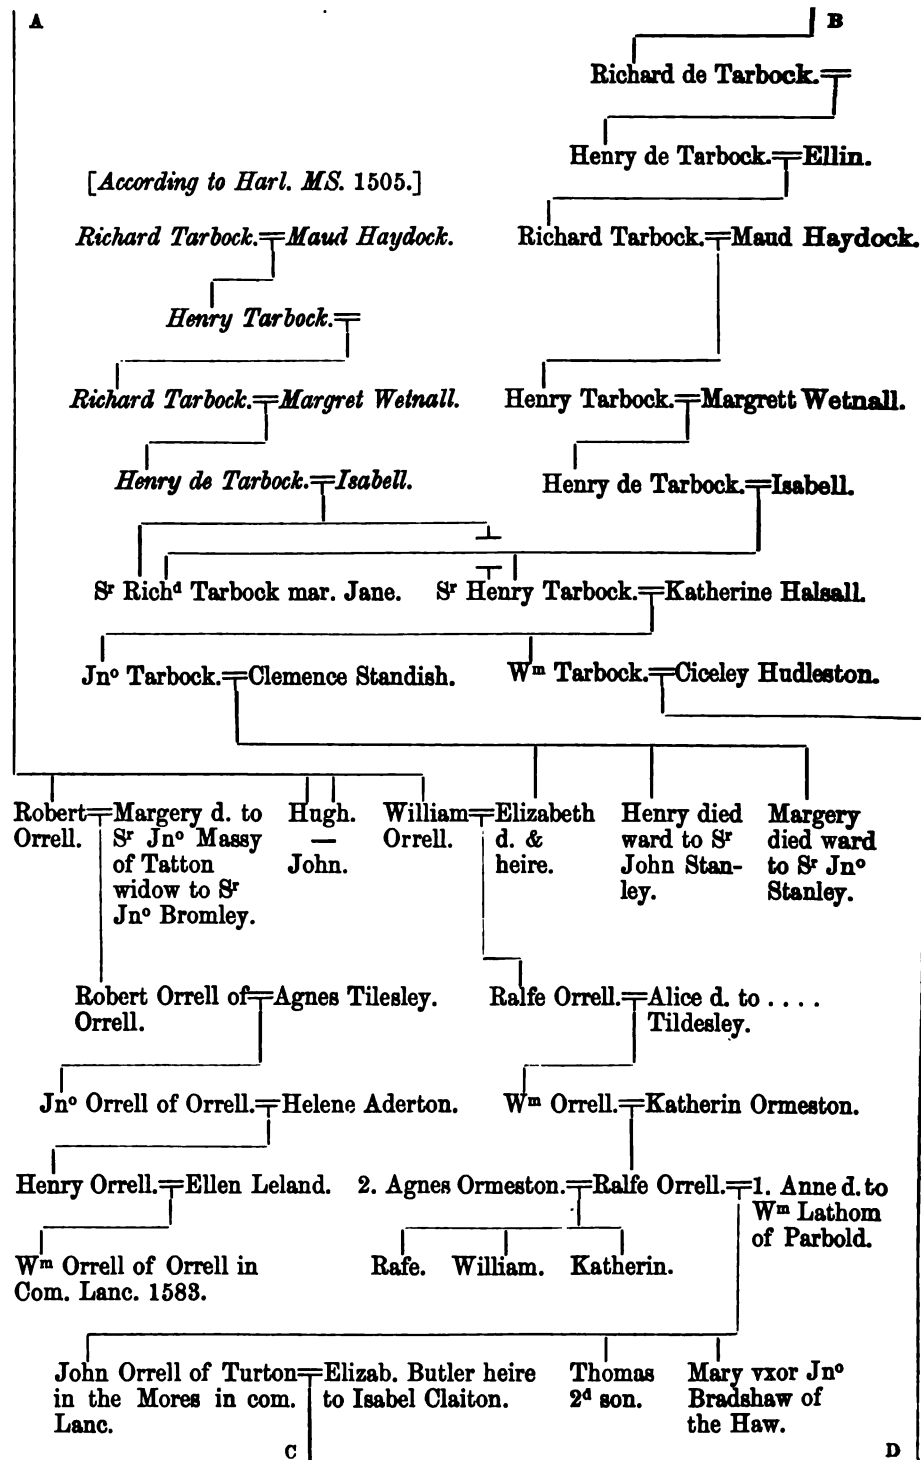 A
B
Richard de Tarbock.
Henry de Tarbock. Ellin.
[According to Harl. MS. 1505.]
Richard Tarbock. Maud Haydock.
Richard Tarbock. Maud Haydock.
Henry Tarbock.
Richard Tarbock. Margret Wetnall.
Henry Tarbock. Margrett Wetnall.
Henry de Tarbock. Isabell.
Henry de Tarbock. Isabell.
Sr Richd Tarbock mar. Jane.
Sr Henry Tarbock. Katherine Halsall.
Jno Tarbock. Clemence Standish.
Wm Tarbock. Ciceley Hudleston.
Robert
Orrell.
Margery d. to
Sr Jno Massy
of Tatton
widow to Sr
Jno Bromley.
Hugh.
—
John.
William
Orrell.
Elizabeth
d. &
heire.
Henry died
ward to Sr
John Stan-
ley.
Margery
died ward
to Sr Jno
Stanley.
Robert Orrell of
Orrell.
Agnes Tilesley.
Ralfe Orrell.
Alice d. to . . . .
Tildesley.
Jno Orrell of Orrell. Helene Aderton.
Wm Orrell. Katherin Ormeston.
Henry Orrell. Ellen Leland.
2. Agnes Ormeston. Ralfe Orrell. 1. Anne d. to
Wm Lathom
of Parbold.
Wm Orrell of Orrell in
Com. Lanc. 1583.
Rafe. William. Katherin.
John Orrell of Turton
in the Mores in com.
Lanc.
Elizab. Butler heire
to Isabel Claiton.
Thomas
2d son.
Mary vxor Jno
Bradshaw of
the Haw.
C
D